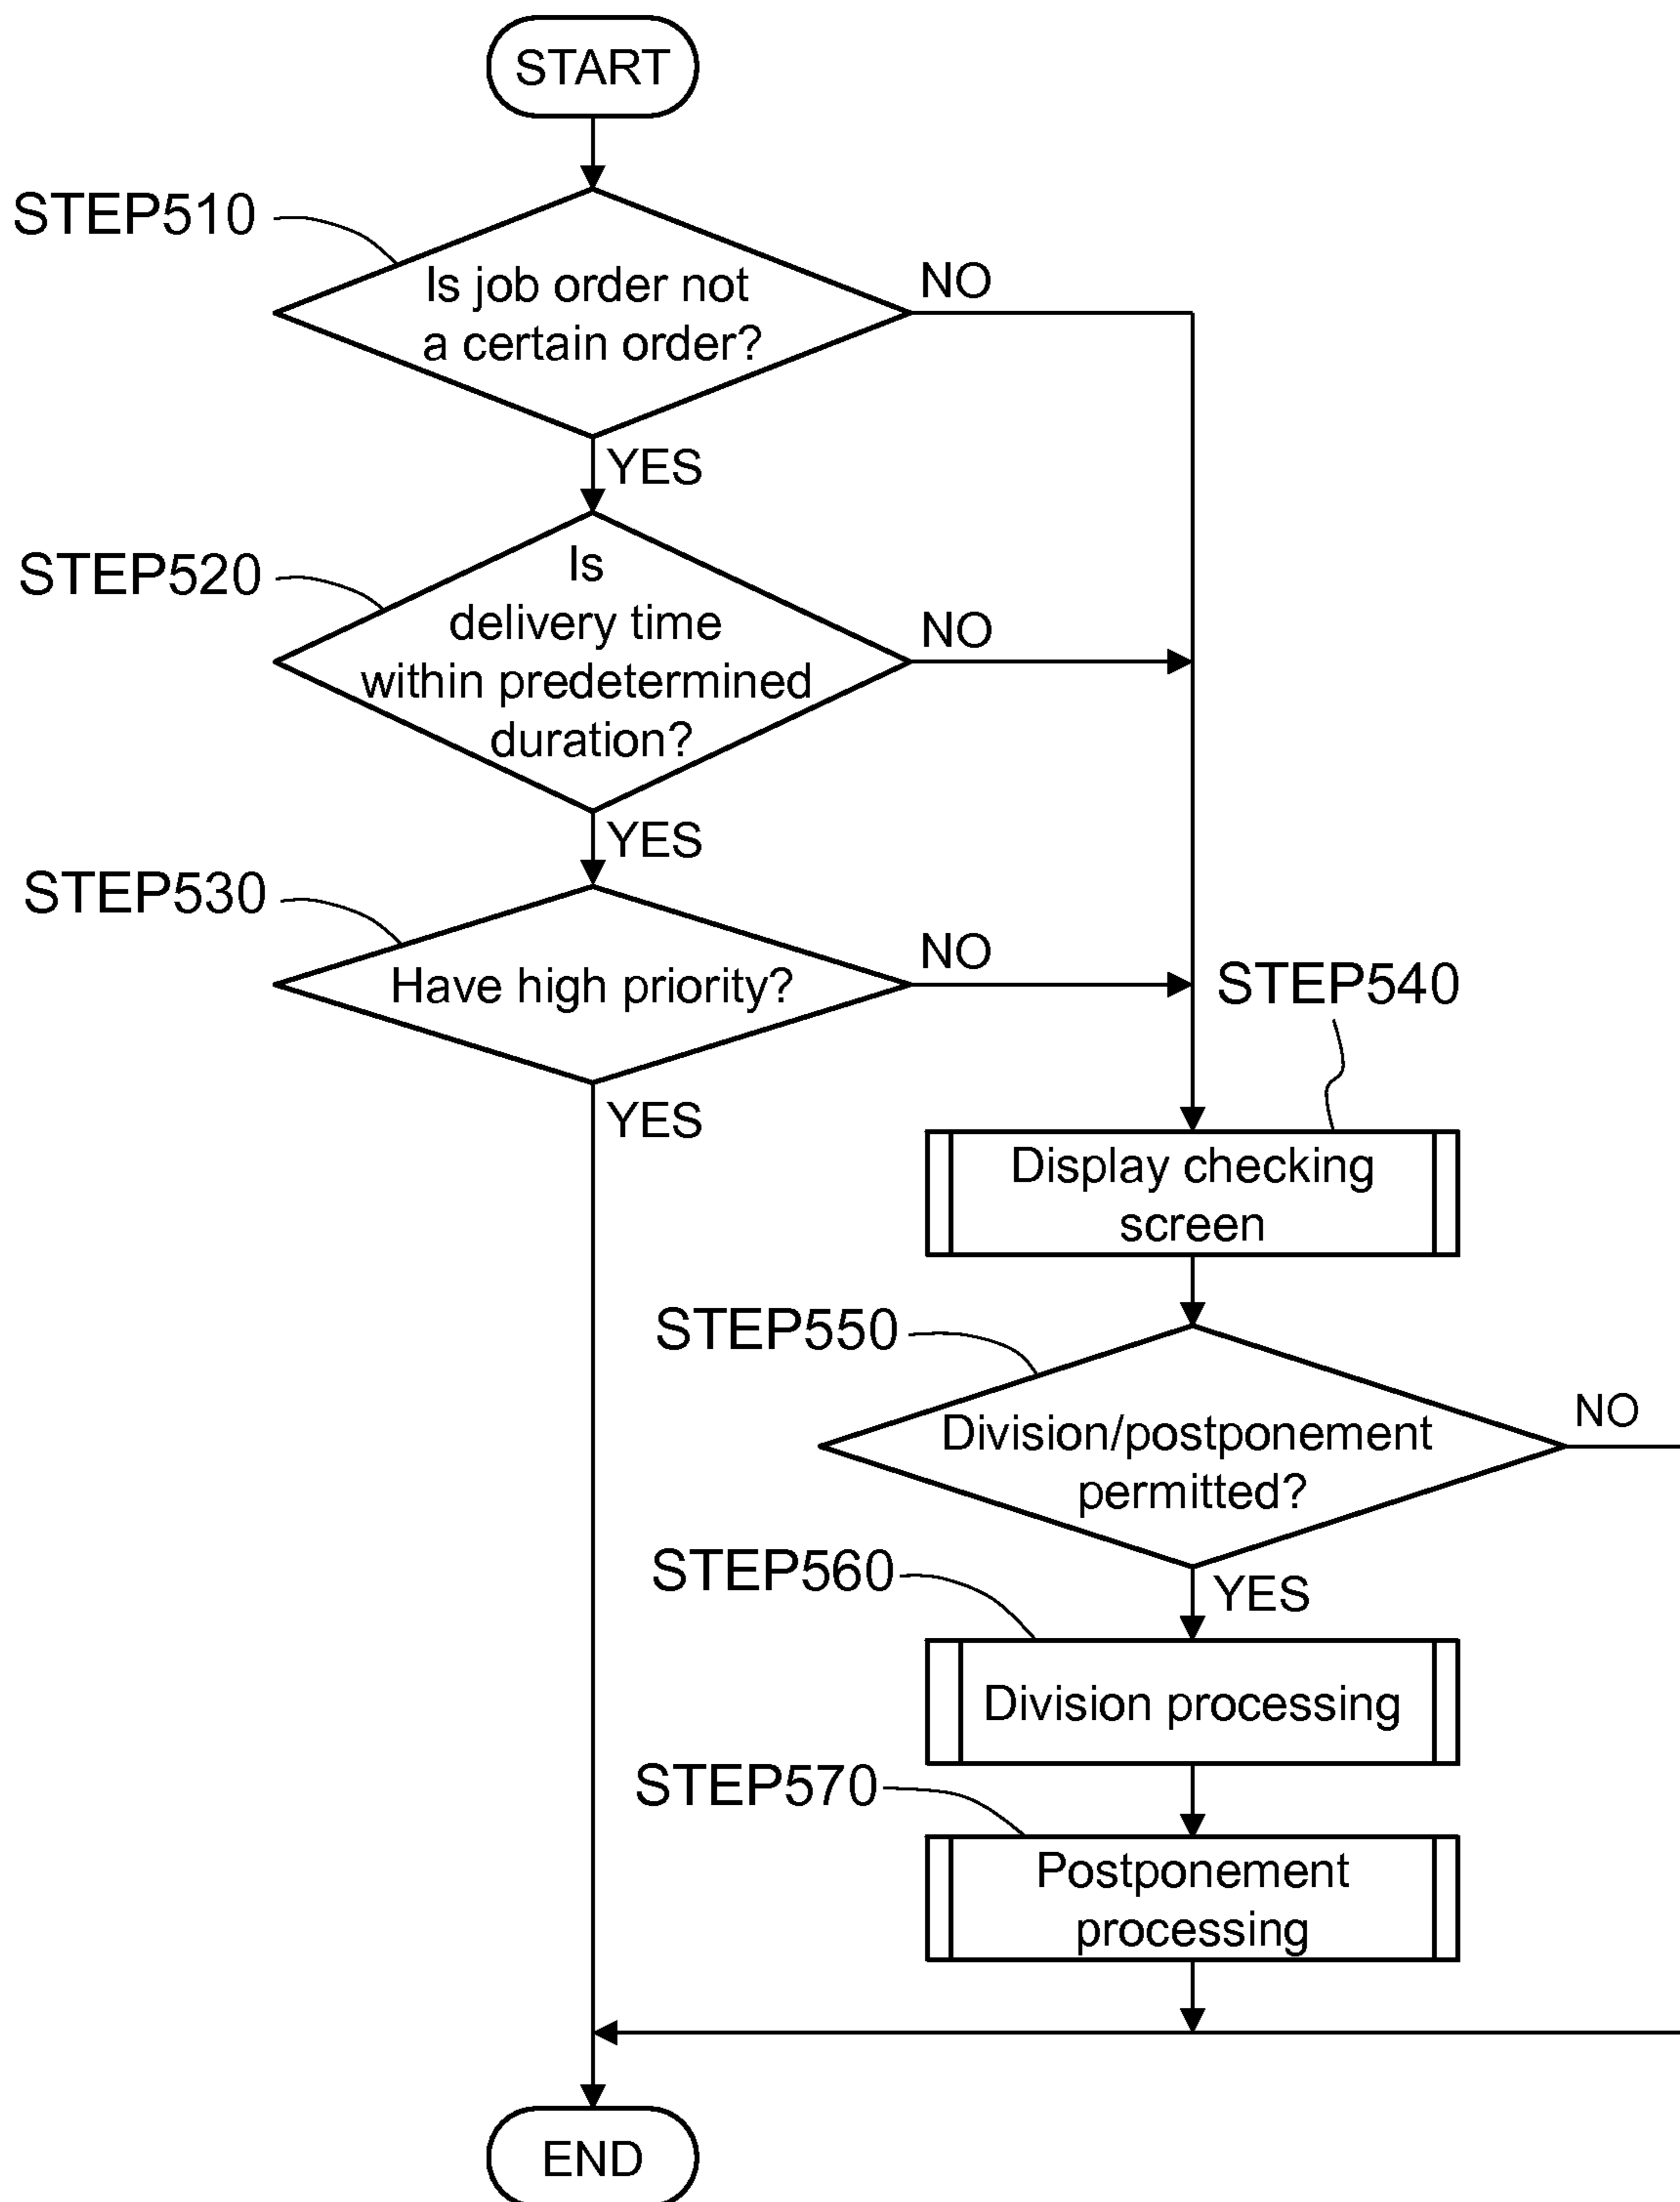 START
STEP510
Is job order not
a certain order?
NO
YES
STEP520
Is
delivery time
within predetermined
duration?
NO
YES
STEP530
Have high priority?
NO
YES
STEP540
Display checking
screen
STEP550
Division/postponement
permitted?
NO
YES
STEP560
Division processing
STEP570
Postponement
processing
END